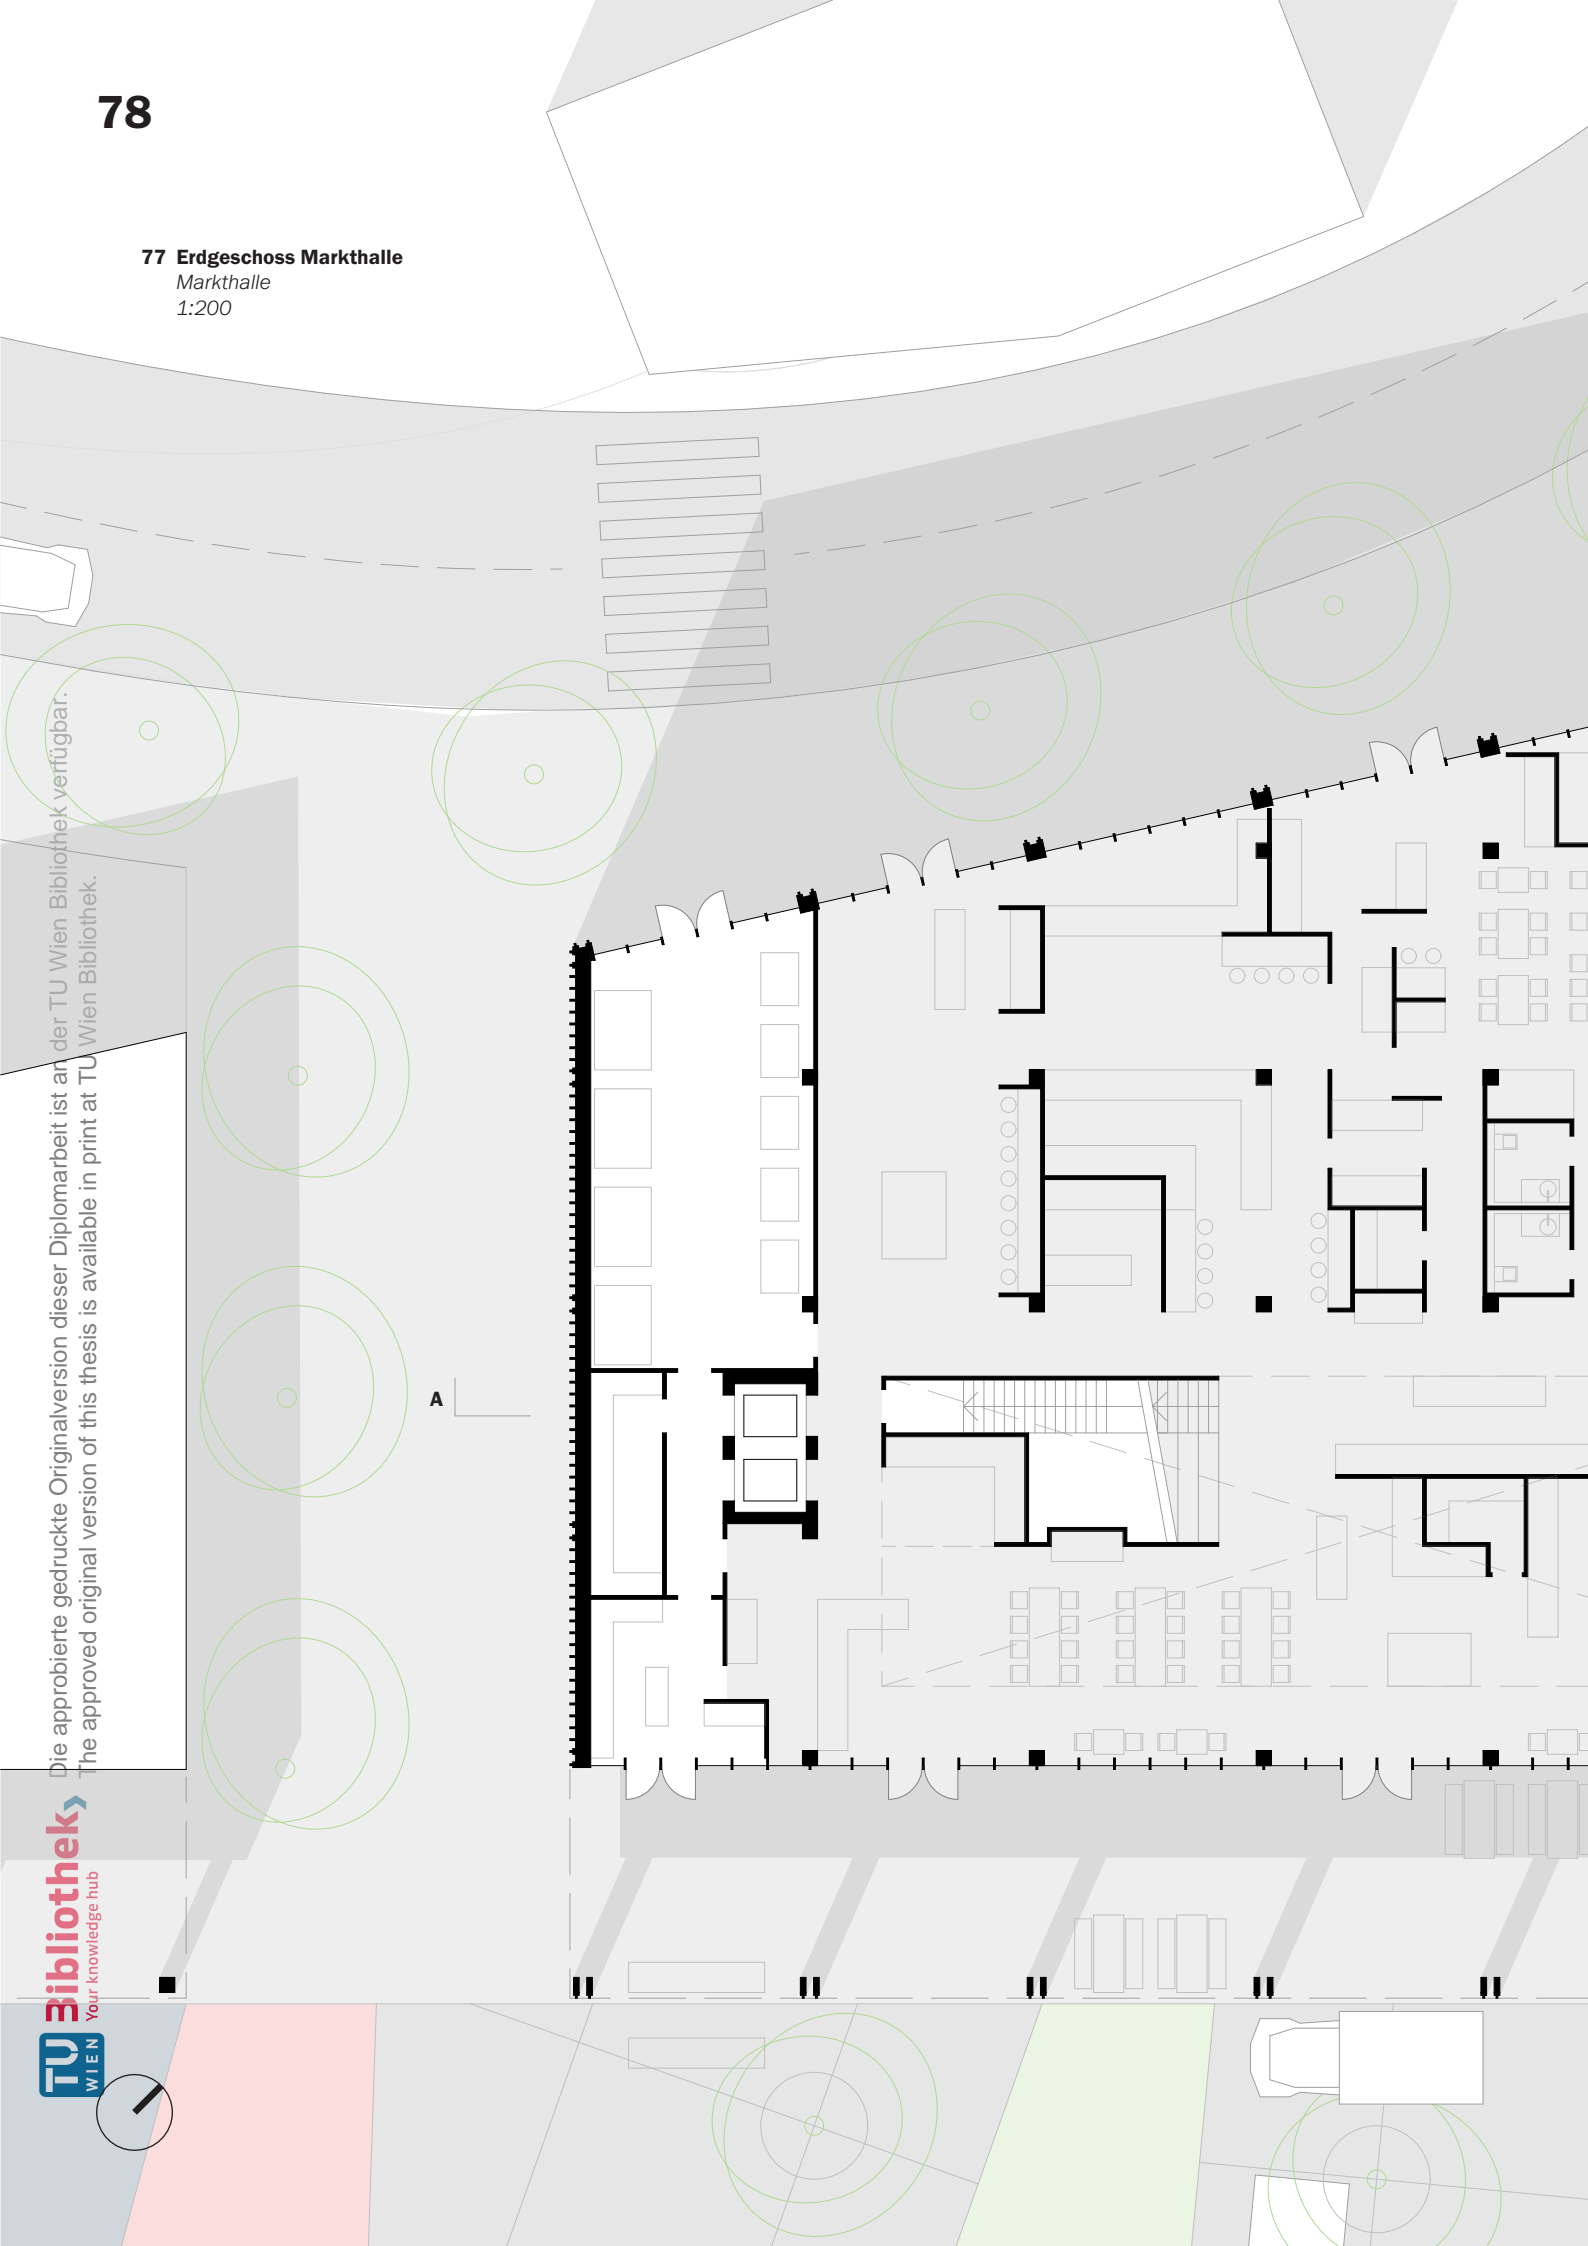 78
77 Erdgeschoss Markthalle
Markthalle
1:200
A
Die approbierte gedruckte Originalversion dieser Diplomarbeit ist an der TU Wien Bibliothek verfügbar.
The approved original version of this thesis is available in print at TU Wien Bibliothek.
Bibliothek
Your knowledge hub
TU
WIEN